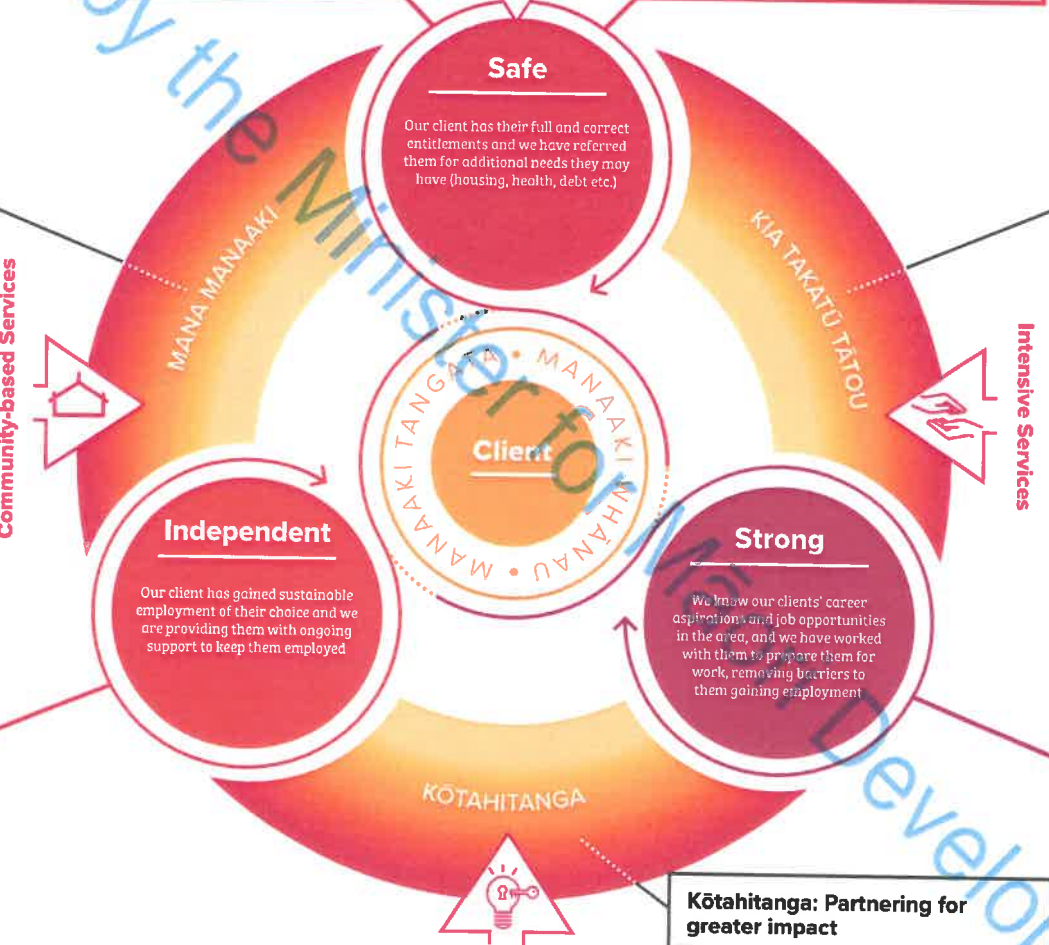 Safe
Our client has their full and correct
entitlements and we have referred
them for additional needs they may
have (housing, health, debt etc.)
MANA MANAAKI
KIA TAKATŪ TĀTOU
Community-based Services
Intensive Services
MANAAKI TANGATA • MANAAKI WHĀNAU •
Client
Independent
Our client has gained sustainable
employment of their choice and we
are providing them with ongoing
support to keep them employed
Strong
We know our clients' career
aspirations and job opportunities
in the area, and we have worked
with them to prepare them for
work, removing barriers to
them gaining employment
KŌTAHITANGA
Kōtahitanga: Partnering for
greater impact
by the Minister for Māori Develo